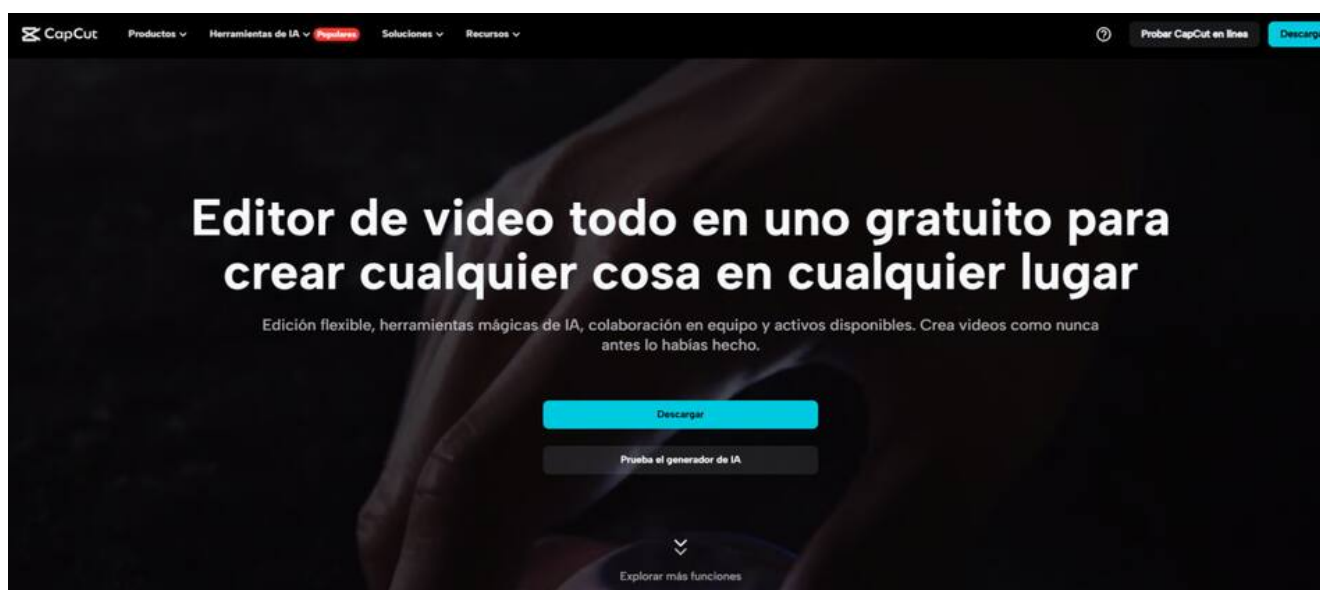 CapCut Productos Herramientas de IA Populares Soluciones Recursos Probar CapCut en línea
Editor de video todo en uno gratuito para
crear cualquier cosa en cualquier lugar
Edición flexible, herramientas mágicas de IA, colaboración en equipo y activos disponibles. Crea videos como nunca
antes lo habías hecho.
Descargar
Prueba el generador de IA
Explorar más funciones